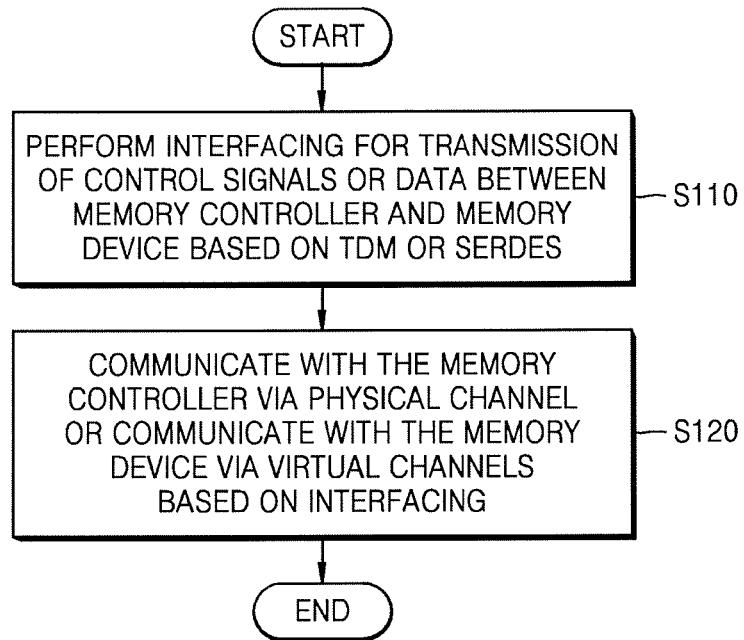 START
PERFORM INTERFACING FOR TRANSMISSION
OF CONTROL SIGNALS OR DATA BETWEEN
MEMORY CONTROLLER AND MEMORY
DEVICE BASED ON TDM OR SERDES
S110
COMMUNICATE WITH THE MEMORY
CONTROLLER VIA PHYSICAL CHANNEL
OR COMMUNICATE WITH THE MEMORY
DEVICE VIA VIRTUAL CHANNELS
BASED ON INTERFACING
S120
END